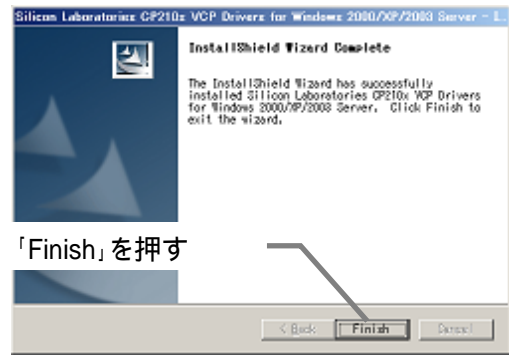 Silicon Laboratories CP210x VCP Drivers for Windows 2000/XP/2003 Server - I...
InstallShield Wizard Complete
The InstallShield Wizard has successfully
installed Silicon Laboratories CP210x VCP Drivers
for Windows 2000/XP/2003 Server. Click Finish to
exit the wizard.
「Finish」を押す
< Back Finish Cancel